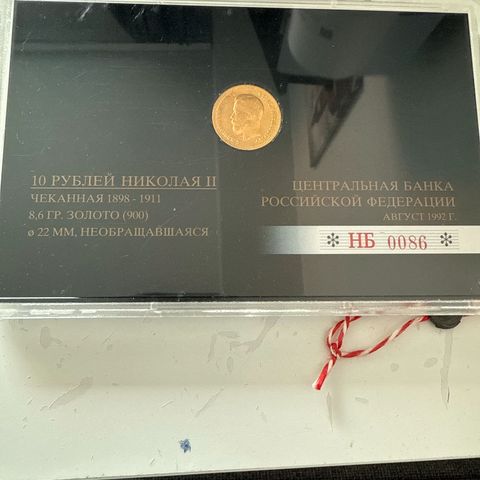 10 РУБЛЕЙ НИКОЛАЯ II
ЧЕКАННАЯ 1898 - 1911
8,6 ГР. ЗОЛОТО (900)
ø 22 ММ, НЕОБРАЩАВШАЯСЯ
ЦЕНТРАЛЬНАЯ БАНКА
РОССИЙСКОЙ ФЕДЕРАЦИИ
АВГУСТ 1992 Г.
* НБ 0086 *